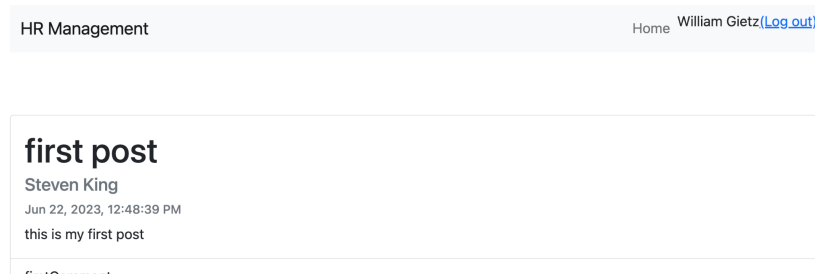 HR Management Home William Gietz(Log out)
first post
Steven King
Jun 22, 2023, 12:48:39 PM
this is my first post
firstComment